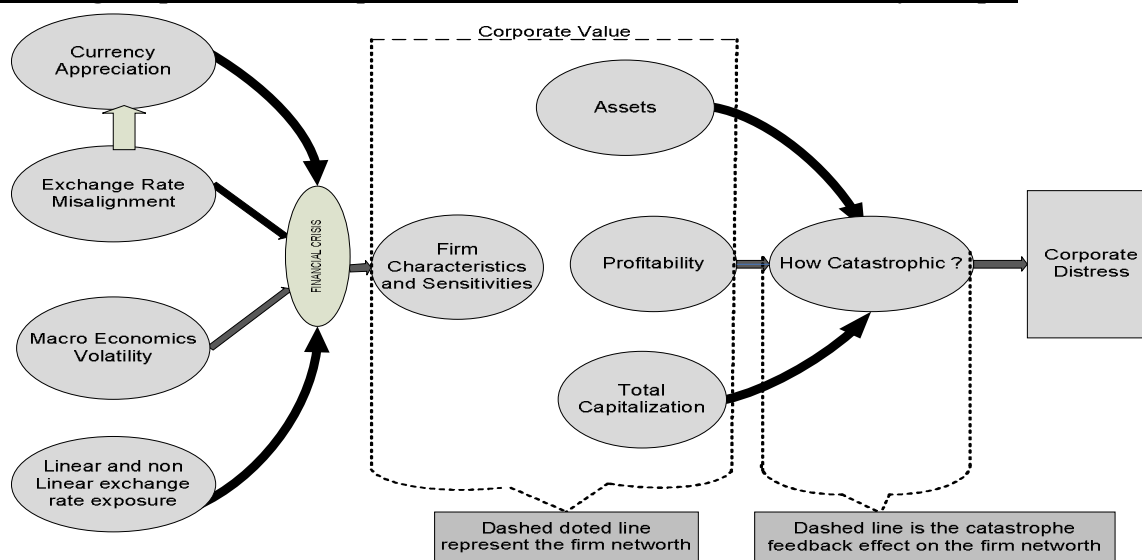 Corporate Value
Currency
Appreciation
Assets
Exchange Rate
Misalignment
FINANCIAL CRISIS
Firm
Characteristics
and Sensitivities
Profitability
How Catastrophic ?
Corporate
Distress
Macro Economics
Volatility
Total
Capitalization
Linear and non
Linear exchange
rate exposure
Dashed doted line
represent the firm networth
Dashed line is the catastrophe
feedback effect on the firm networth